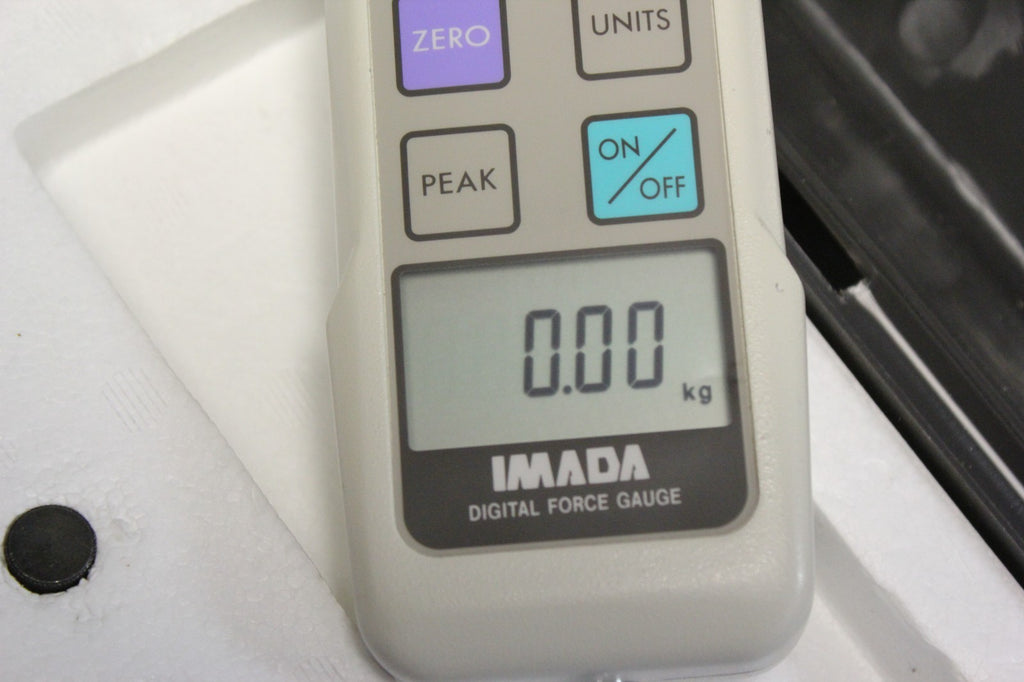 ZERO
UNITS
PEAK
ON/OFF
0.00 kg
IMADA
DIGITAL FORCE GAUGE